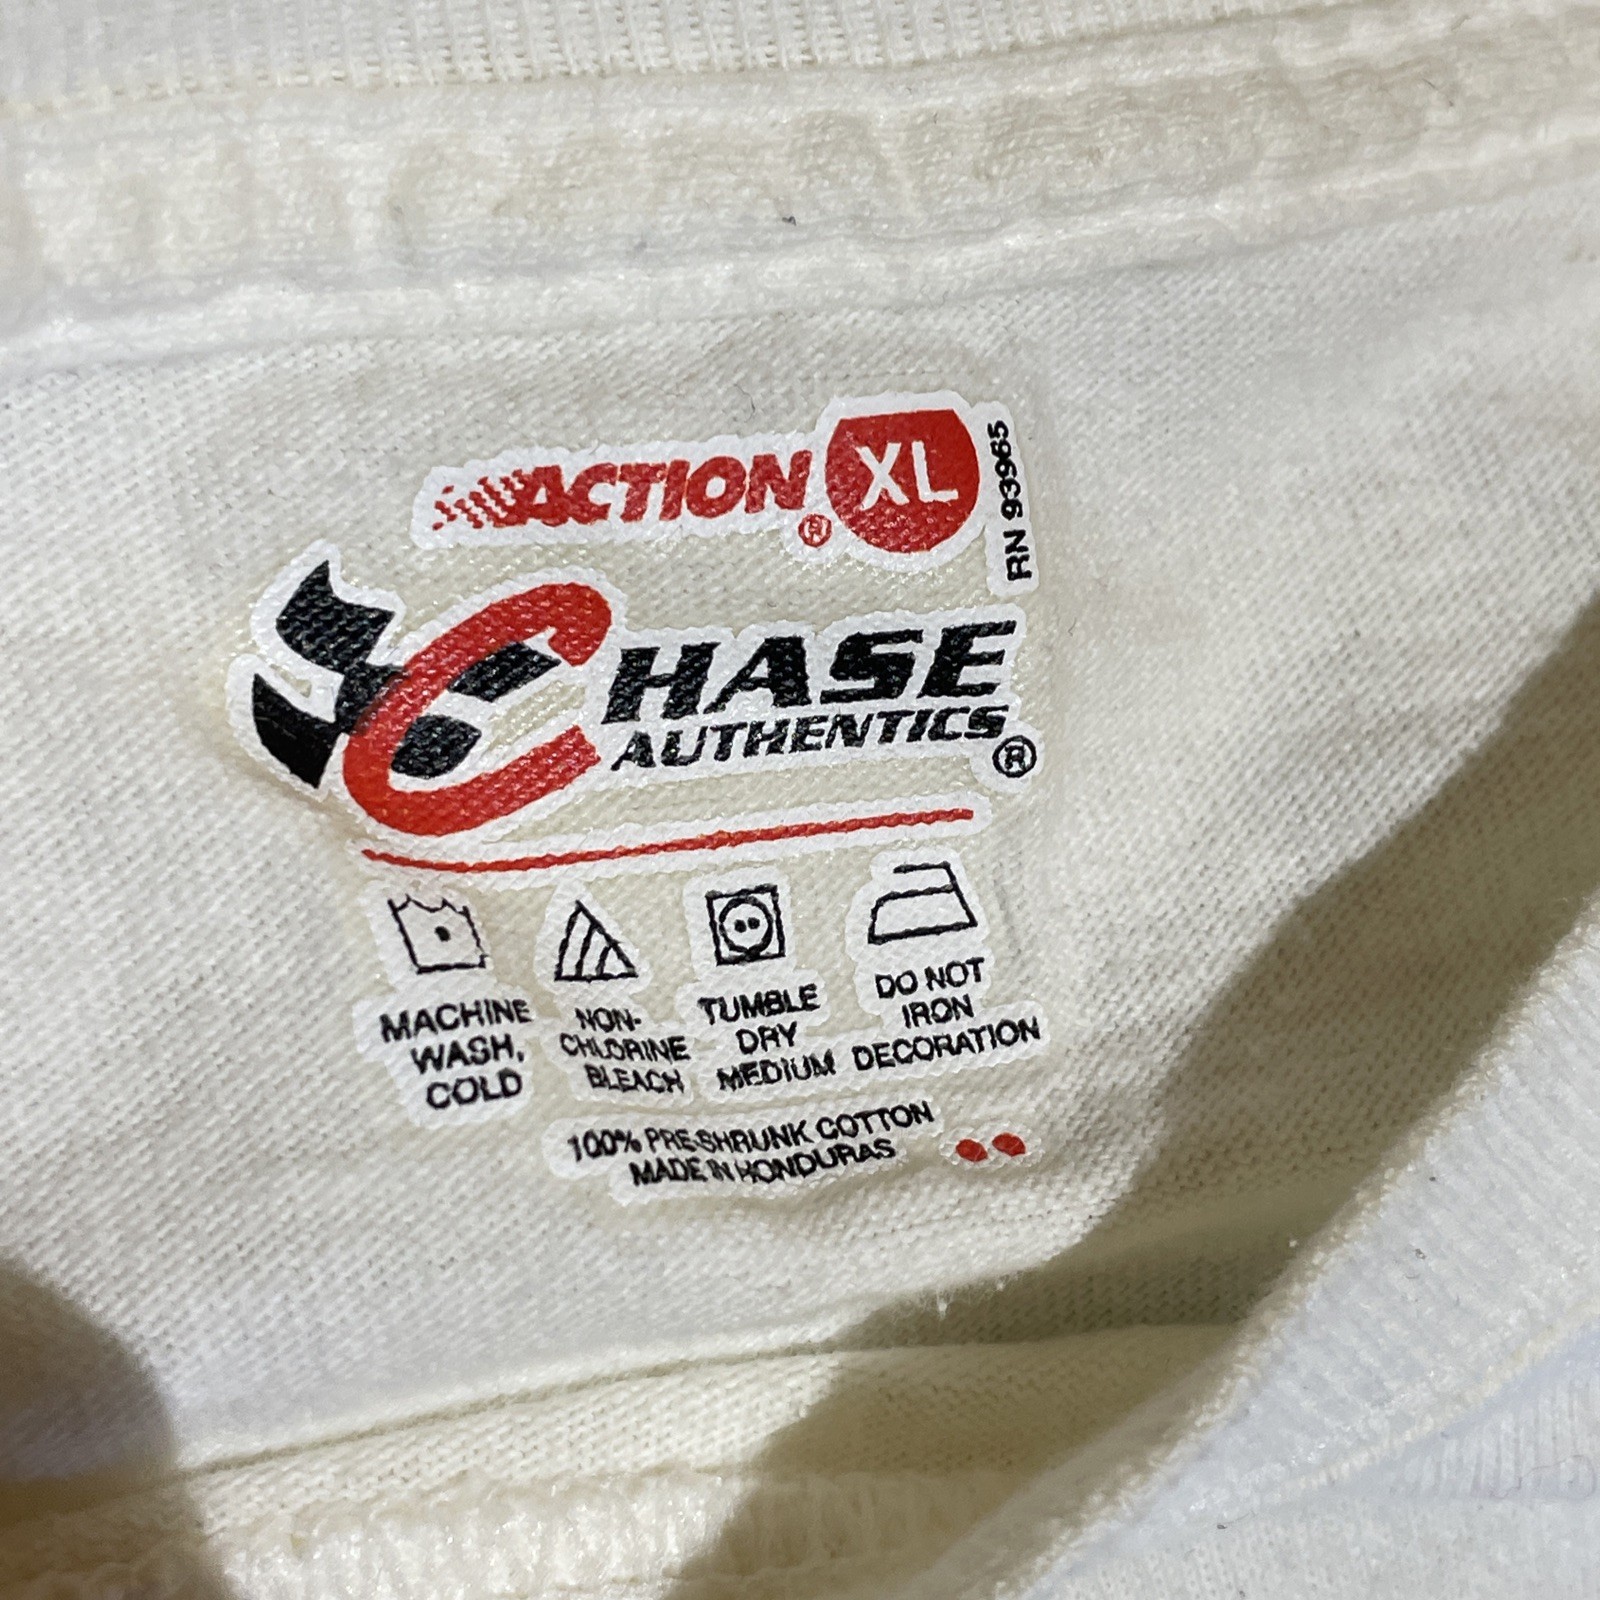 ACTION®
XL
RN 93965
CHASE
AUTHENTICS®
MACHINE
WASH,
COLD
NON-
CHLORINE
BLEACH
TUMBLE
DRY
MEDIUM
DO NOT
IRON
DECORATION
100% PRE-SHRUNK COTTON
MADE IN HONDURAS